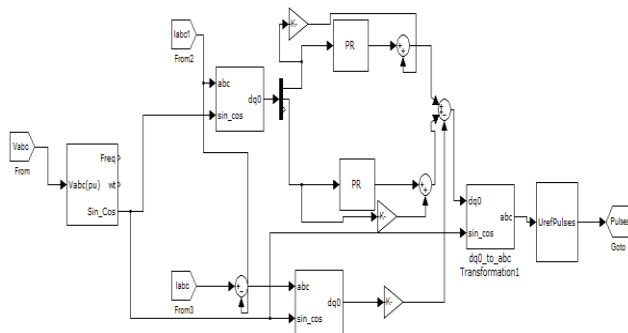 Iabc1
From2
K-
PR
abc
dq0
sin_cos
Vabc
From
Freq
Vabc(pu)
wt
Sin_Cos
PR
K-
dq0
abc
sin_cos
UrefPulses
Pulses
Goto
dq0_to_abc
Transformation1
Iabc
From3
abc
dq0
sin_cos
K-